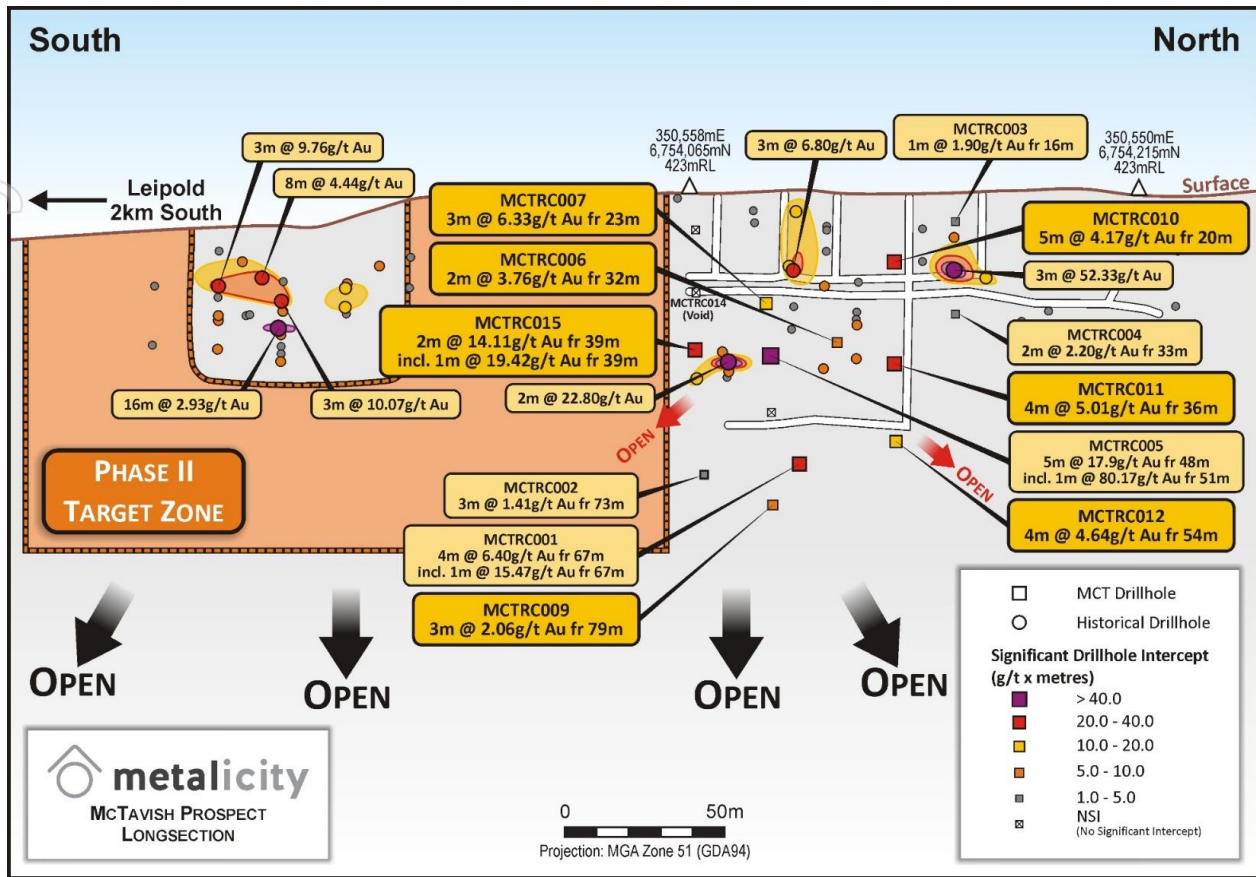 South
North
3m @ 9.76g/t Au
8m @ 4.44g/t Au
Leipold
2km South
350,558mE
6,754,065mN
423mRL
3m @ 6.80g/t Au
MCTRC003
1m @ 1.90g/t Au fr 16m
350,550mE
6,754,215mN
423mRL
Surface
MCTRC007
3m @ 6.33g/t Au fr 23m
MCTRC010
5m @ 4.17g/t Au fr 20m
MCTRC006
2m @ 3.76g/t Au fr 32m
3m @ 52.33g/t Au
MCTRC014
(Void)
MCTRC015
2m @ 14.11g/t Au fr 39m
incl. 1m @ 19.42g/t Au fr 39m
MCTRC004
2m @ 2.20g/t Au fr 33m
16m @ 2.93g/t Au
3m @ 10.07g/t Au
2m @ 22.80g/t Au
MCTRC011
4m @ 5.01g/t Au fr 36m
OPEN
OPEN
MCTRC005
5m @ 17.9g/t Au fr 48m
incl. 1m @ 80.17g/t Au fr 51m
PHASE II
TARGET ZONE
MCTRC002
3m @ 1.41g/t Au fr 73m
MCTRC012
4m @ 4.64g/t Au fr 54m
MCTRC001
4m @ 6.40g/t Au fr 67m
incl. 1m @ 15.47g/t Au fr 67m
MCTRC009
3m @ 2.06g/t Au fr 79m
OPEN
OPEN
OPEN
OPEN
MCT Drillhole
Historical Drillhole
Significant Drillhole Intercept
(g/t x metres)
> 40.0
20.0 - 40.0
10.0 - 20.0
5.0 - 10.0
1.0 - 5.0
NSI
(No Significant Intercept)
metalicity
MCTAVISH PROSPECT
LONGSECTION
0 50m
Projection: MGA Zone 51 (GDA94)